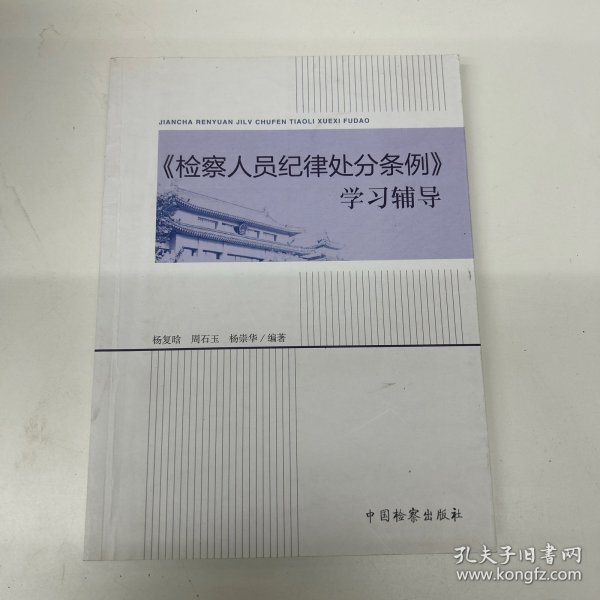 JIANCHA RENYUAN JILV CHUFEN TIAOLI XUEXI FUDAO
《检察人员纪律处分条例》
学习辅导
杨复晗 周石玉 杨崇华/编著
中国检察出版社
孔夫子旧书网
www.kongfz.com